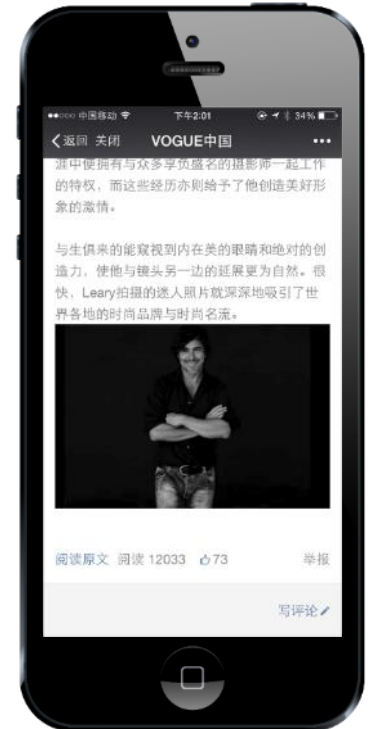 中国移动 下午2:01 34%
返回 关闭 VOGUE中国
涯中便拥有与众多享负盛名的摄影师一起工作
的特权，而这些经历亦则给予了他创造美好形
象的激情。
与生俱来的能窥视到内在美的眼睛和绝对的创
造力，使他与镜头另一边的延展更为自然。很
快，Leary拍摄的迷人照片就深深地吸引了世
界各地的时尚品牌与时尚名流。
阅读原文 阅读 12033 73 举报
写评论